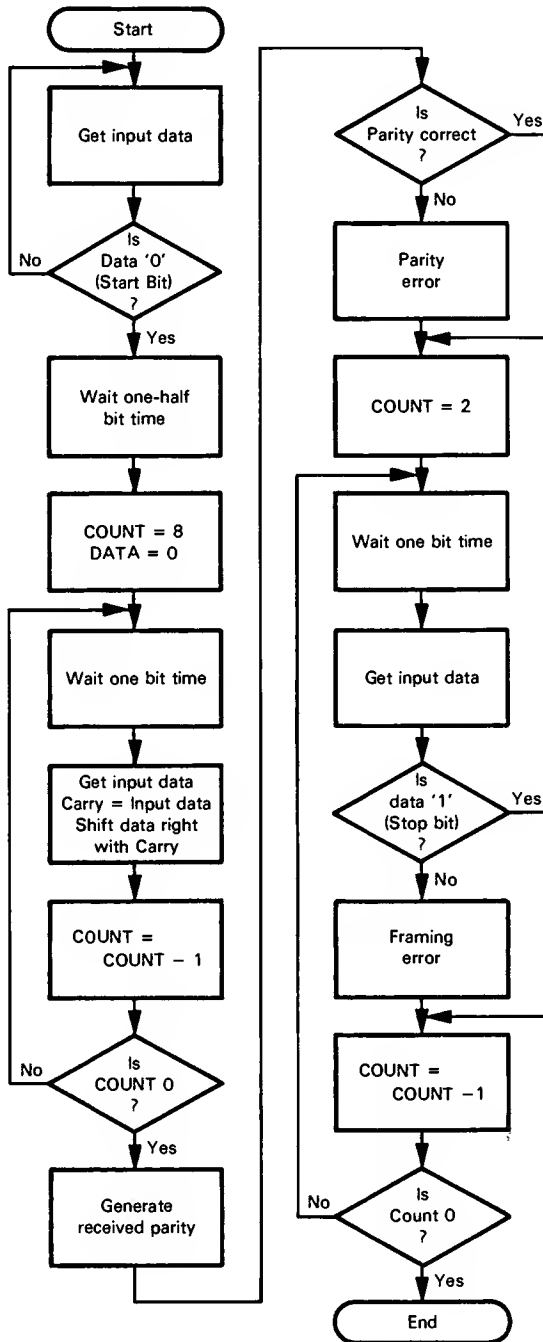 Start
Get input data
Is
Data '0'
(Start Bit)
?
No
Yes
Wait one-half
bit time
COUNT = 8
DATA = 0
Wait one bit time
Get input data
Carry = Input data
Shift data right
with Carry
COUNT =
COUNT – 1
Is
COUNT 0
?
No
Yes
Generate
received parity
Is
Parity correct
?
Yes
No
Parity
error
COUNT = 2
Wait one bit time
Get input data
Is
data '1'
(Stop bit)
?
Yes
No
Framing
error
COUNT =
COUNT –1
Is
Count 0
?
No
Yes
End